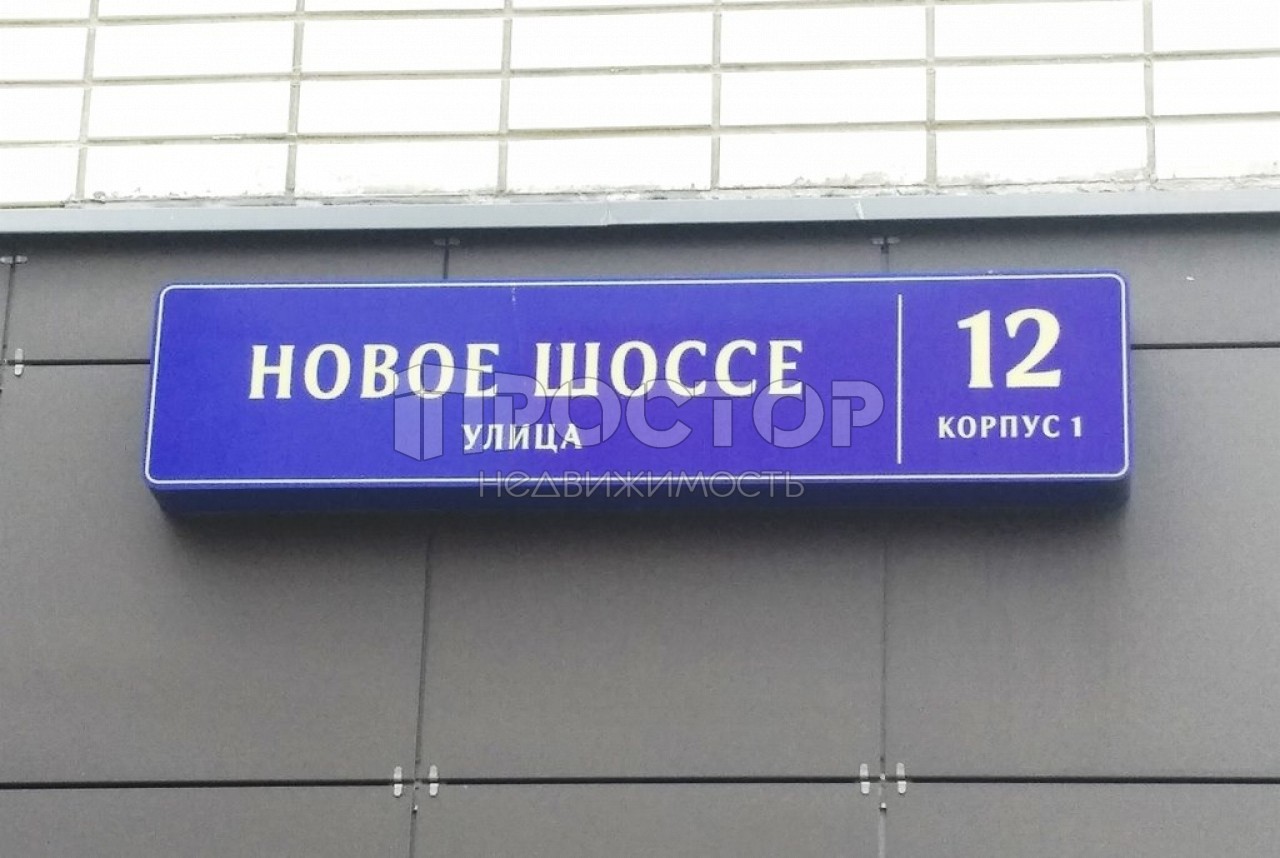 НОВОЕ ШОССЕ
УЛИЦА
12
КОРПУС 1
ПРОСТОР
НЕДВИЖИМОСТЬ